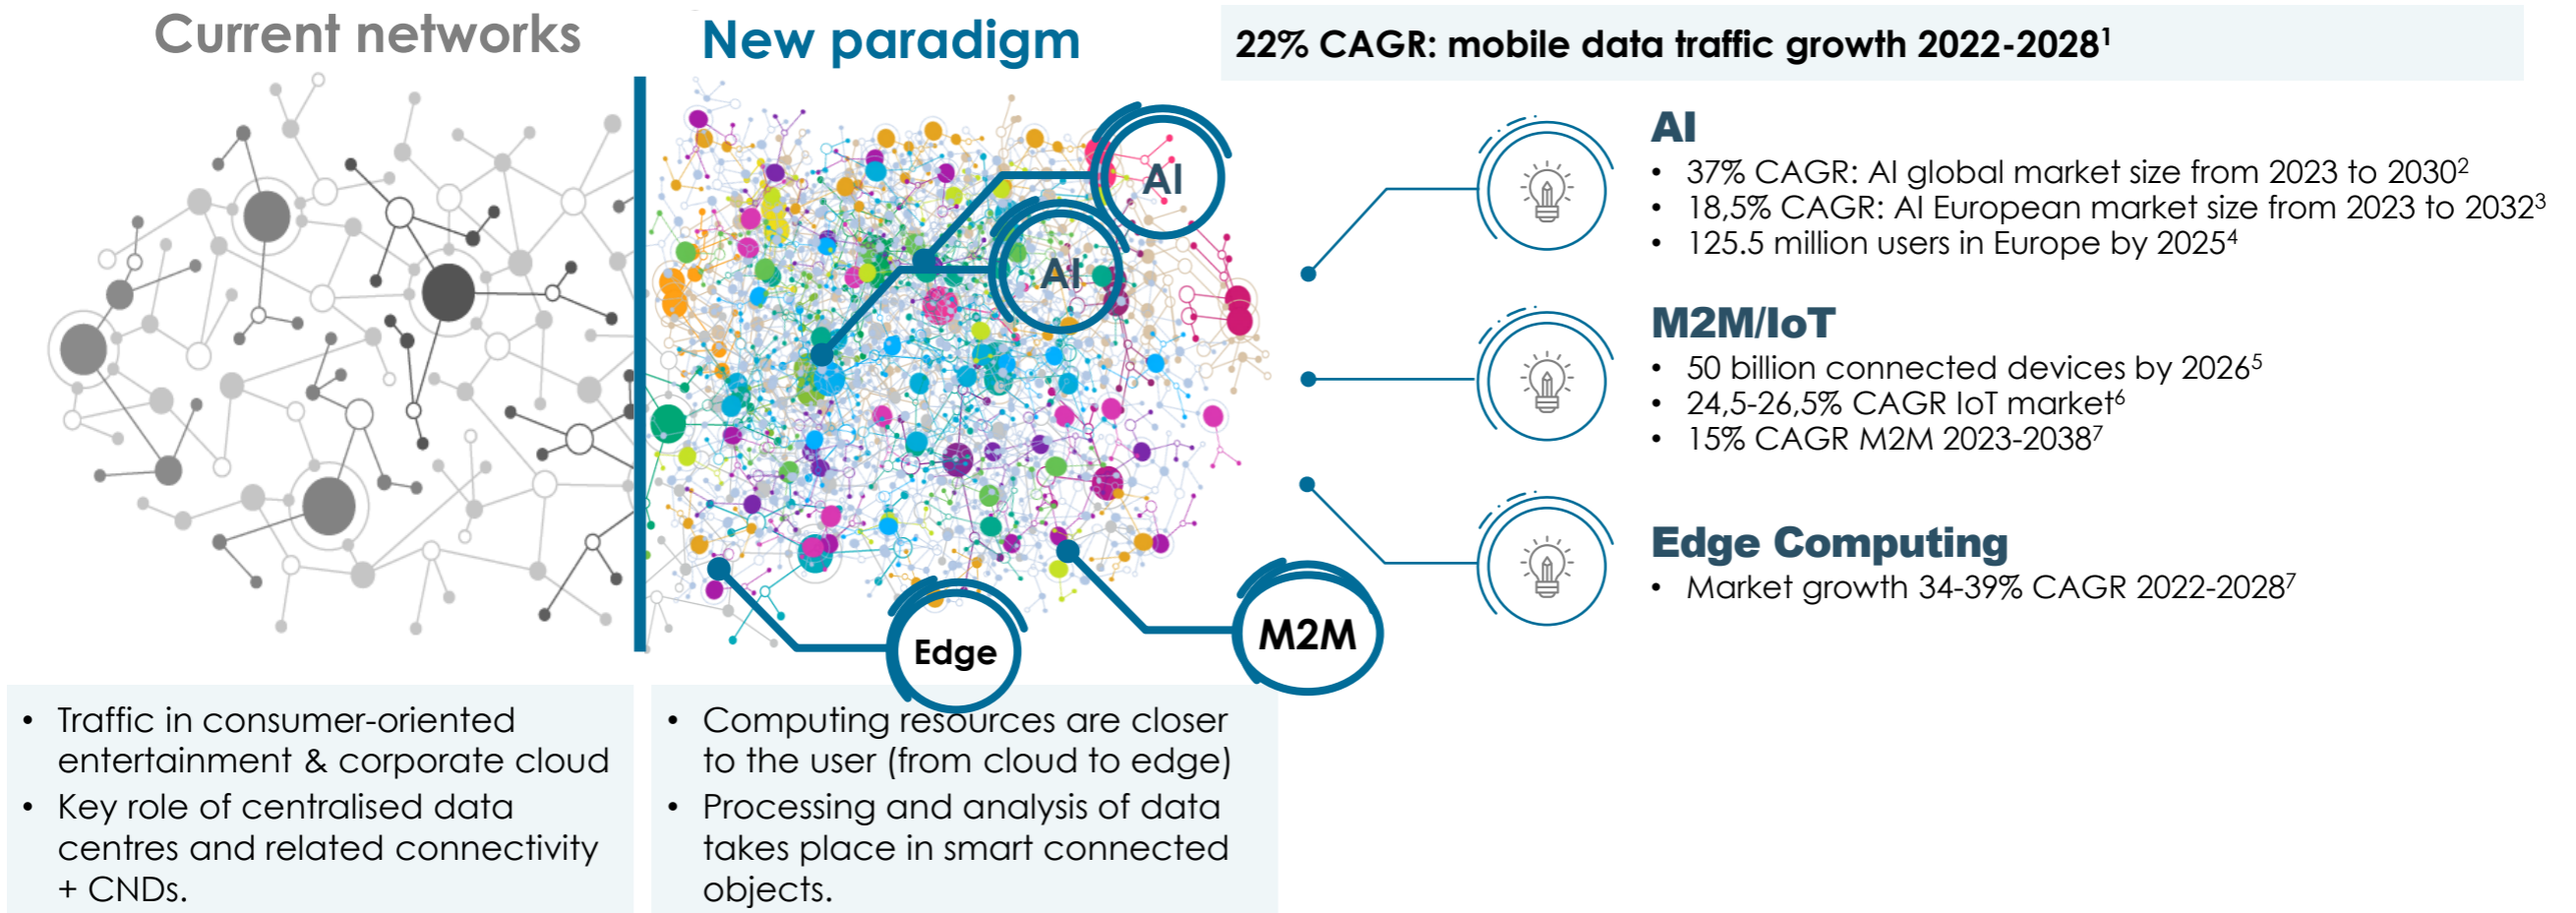 Current networks
New paradigm
22% CAGR: mobile data traffic growth 2022-2028¹
AI
AI
Edge
M2M
AI
• 37% CAGR: AI global market size from 2023 to 2030²
• 18,5% CAGR: AI European market size from 2023 to 2032³
• 125.5 million users in Europe by 2025⁴
M2M/IoT
• 50 billion connected devices by 2026⁵
• 24,5-26,5% CAGR IoT market⁶
• 15% CAGR M2M 2023-2038⁷
Edge Computing
• Market growth 34-39% CAGR 2022-2028⁷
• Traffic in consumer-oriented
entertainment & corporate cloud
• Key role of centralised data
centres and related connectivity
+ CNDs.
• Computing resources are closer
to the user (from cloud to edge)
• Processing and analysis of data
takes place in smart connected
objects.